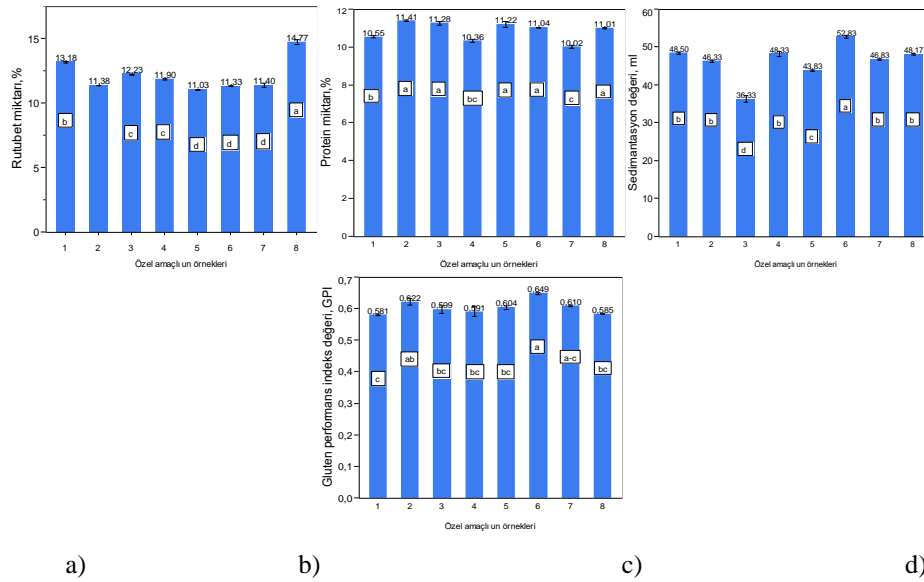 Rutubet miktarı, %
15
12,5
10
7,5
5
2,5
0
13,18
11,38
12,23
11,90
11,03
11,33
11,40
14,77
b
c
c
d
d
d
a
1 2 3 4 5 6 7 8
Özel amaçlı un örnekleri
Protein miktarı, %
12
10
8
6
4
2
0
10,55
11,41
11,28
10,36
11,22
11,04
10,02
11,01
b
a
a
bc
a
a
c
a
1 2 3 4 5 6 7 8
Özel amaçlu un örnekleri
Sedimantasyon değeri, ml
60
50
40
30
20
10
0
48,50
46,33
36,33
48,33
43,83
52,83
46,83
48,17
b
b
d
b
c
a
b
b
1 2 3 4 5 6 7 8
Özel amaçlı un örnekleri
Gluten performans indeks değeri, GPI
0,7
0,6
0,5
0,4
0,3
0,2
0,1
0,0
0,581
0,622
0,599
0,591
0,604
0,649
0,610
0,585
c
ab
bc
bc
bc
a
a-c
bc
1 2 3 4 5 6 7 8
Özel amaçlı un örnekleri
a) b) c) d)